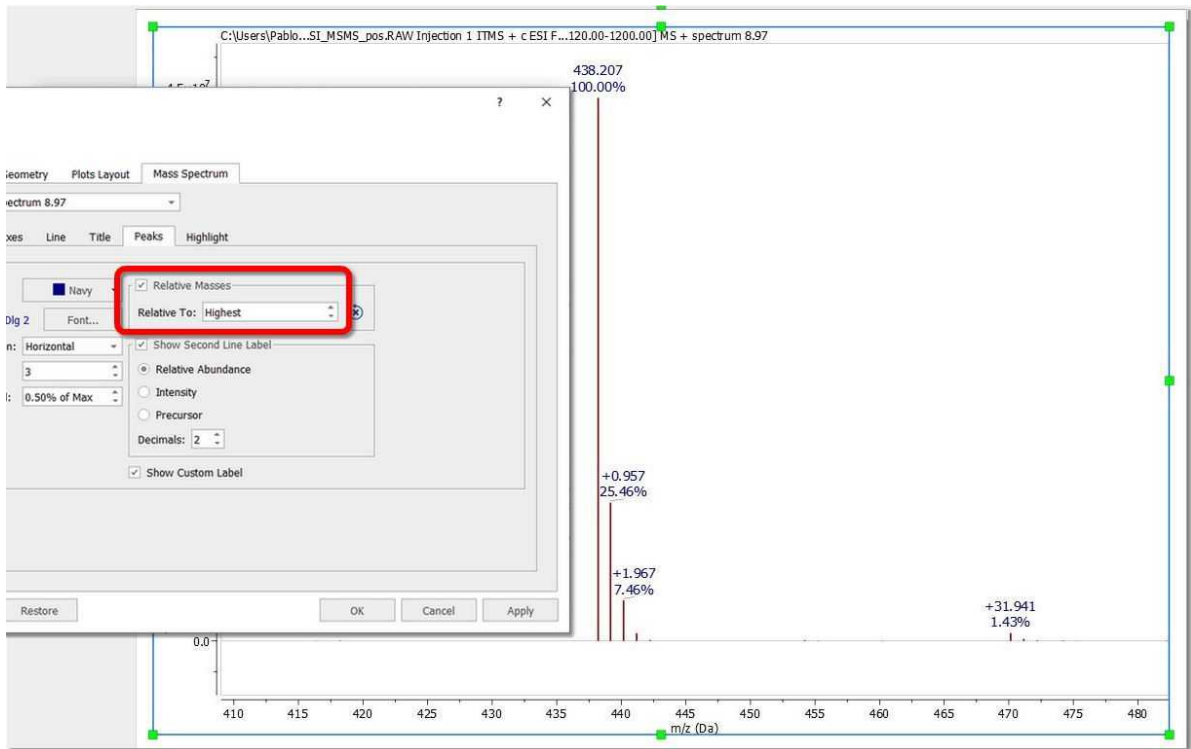 C:\Users\Pablo...SI_MSMS_pos.RAW Injection 1 ITMS + c ESI F...120.00-1200.00] MS + spectrum 8.97
438.207
100.00%
? ×
Geometry Plots Layout Mass Spectrum
spectrum 8.97
Line Title Peaks Highlight
Navy
Relative Masses
Relative To: Highest
Dlg 2 Font...
Horizontal
Show Second Line Label
3
Relative Abundance
0.50% of Max
Intensity
Precursor
Decimals: 2
Show Custom Label
Restore OK Cancel Apply
+0.957
25.46%
+1.967
7.46%
+31.941
1.43%
0.0
410 415 420 425 430 435 440 445 450 455 460 465 470 475 480
m/z (Da)